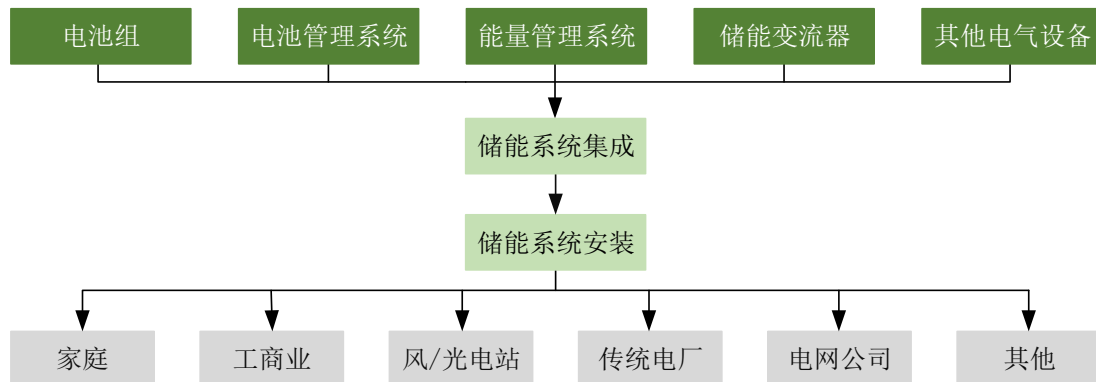 电池组
电池管理系统
能量管理系统
储能变流器
其他电气设备
储能系统集成
储能系统安装
家庭
工商业
风/光电站
传统电厂
电网公司
其他